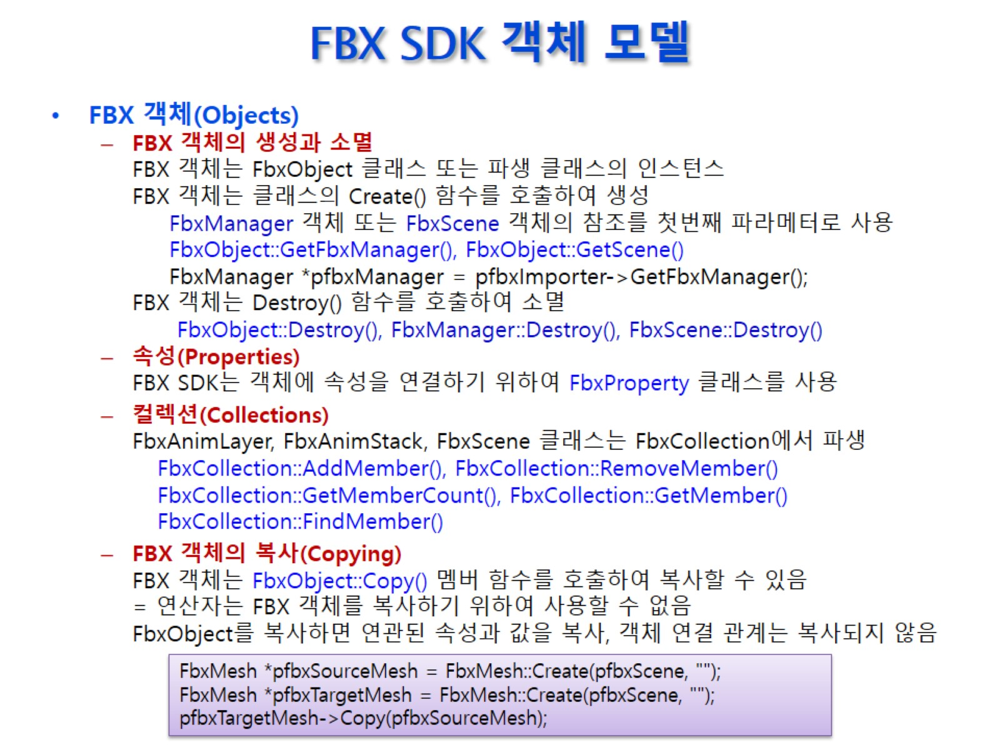 FBX SDK 객체 모델
• FBX 객체(Objects)
– FBX 객체의 생성과 소멸
FBX 객체는 FbxObject 클래스 또는 파생 클래스의 인스턴스
FBX 객체는 클래스의 Create() 함수를 호출하여 생성
FbxManager 객체 또는 FbxScene 객체의 참조를 첫번째 파라메터로 사용
FbxObject::GetFbxManager(), FbxObject::GetScene()
FbxManager *pfbxManager = pfbxImporter->GetFbxManager();
FBX 객체는 Destroy() 함수를 호출하여 소멸
FbxObject::Destroy(), FbxManager::Destroy(), FbxScene::Destroy()
– 속성(Properties)
FBX SDK는 객체에 속성을 연결하기 위하여 FbxProperty 클래스를 사용
– 컬렉션(Collections)
FbxAnimLayer, FbxAnimStack, FbxScene 클래스는 FbxCollection에서 파생
FbxCollection::AddMember(), FbxCollection::RemoveMember()
FbxCollection::GetMemberCount(), FbxCollection::GetMember()
FbxCollection::FindMember()
– FBX 객체의 복사(Copying)
FBX 객체는 FbxObject::Copy() 멤버 함수를 호출하여 복사할 수 있음
= 연산자는 FBX 객체를 복사하기 위하여 사용할 수 없음
FbxObject를 복사하면 연관된 속성과 값을 복사, 객체 연결 관계는 복사되지 않음
FbxMesh *pfbxSourceMesh = FbxMesh::Create(pfbxScene, "");
FbxMesh *pfbxTargetMesh = FbxMesh::Create(pfbxScene, "");
pfbxTargetMesh->Copy(pfbxSourceMesh);